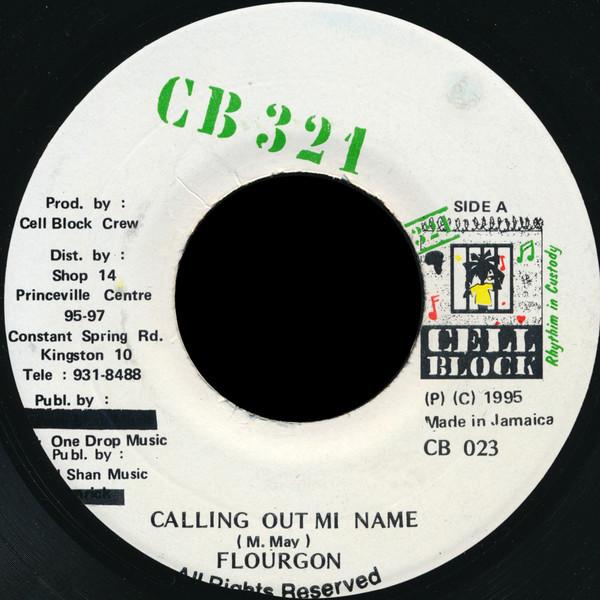 CB 321
Prod. by :
Cell Block Crew
Dist. by :
Shop 14
Princeville Centre
95-97
Constant Spring Rd.
Kingston 10
Tele : 931-8488
Publ. by :
One Drop Music
Publ. by :
Shan Music
SIDE A
321
CELL
BLOCK
Rhythim in Custody
(P) (C) 1995
Made in Jamaica
CB 023
CALLING OUT MI NAME
( M. May )
FLOURGON
All Rights Reserved